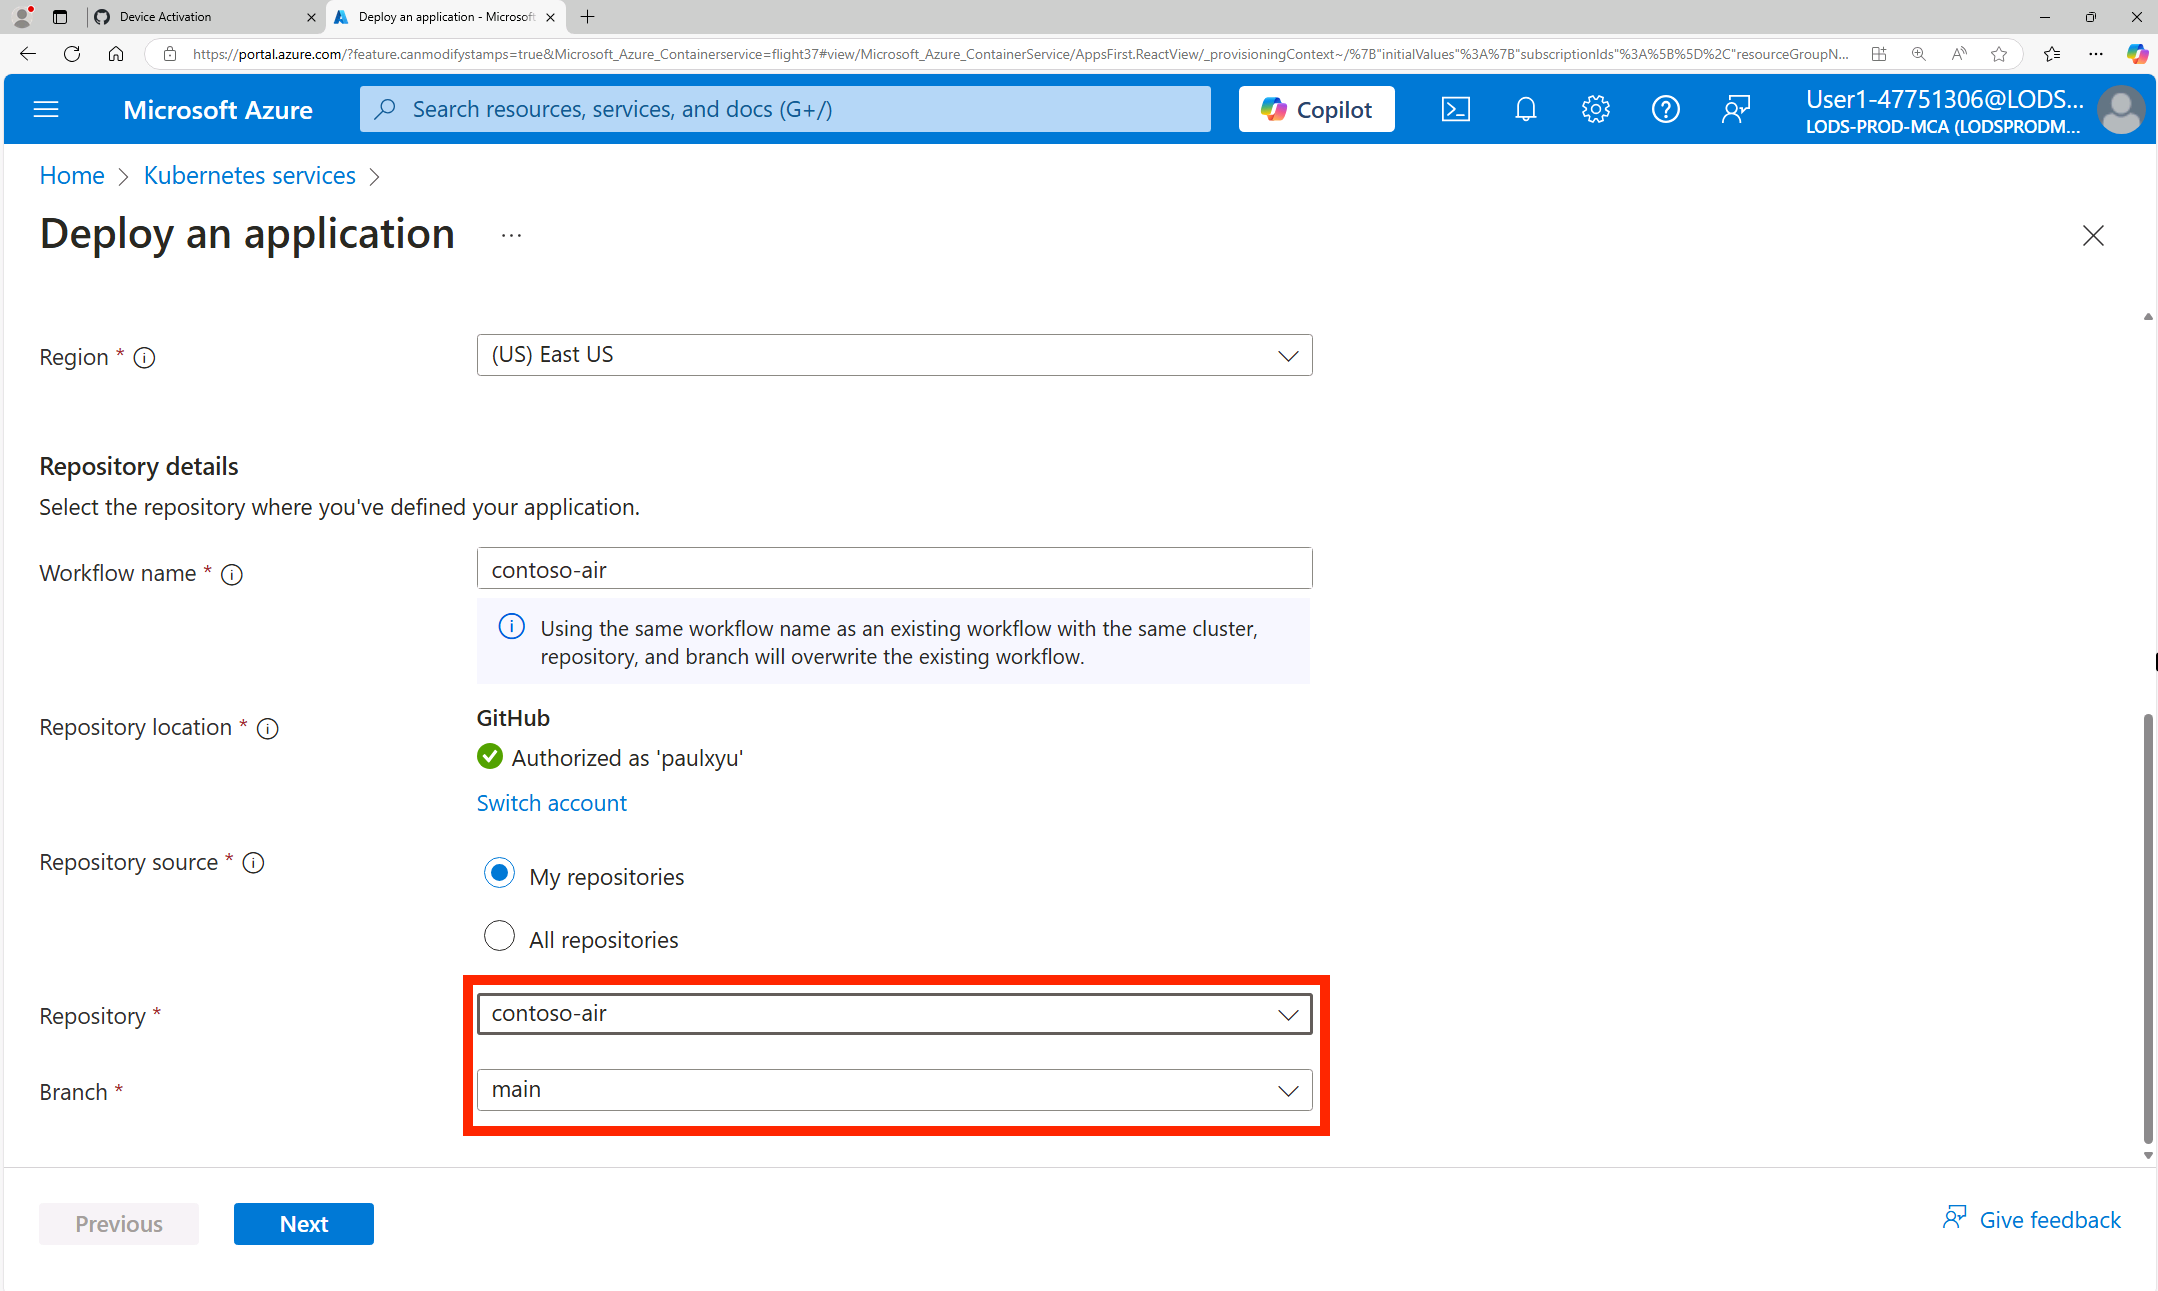 Device Activation
Deploy an application - Microsoft
https://portal.azure.com/?feature.canmodifystamps=true&Microsoft_Azure_Containerservice=flight37#view/Microsoft_Azure_ContainerService/AppsFirst.ReactView/_provisioningContext~/%7B"initialValues"%3A%7B"subscriptionIds"%3A%5B%5D%2C"resourceGroupN...
Microsoft Azure
Search resources, services, and docs (G+/)
Copilot
User1-47751306@LODS...
LODS-PROD-MCA (LODSPRODM...
Home > Kubernetes services >
Deploy an application ...
Region *
(US) East US
Repository details
Select the repository where you've defined your application.
Workflow name *
contoso-air
Using the same workflow name as an existing workflow with the same cluster,
repository, and branch will overwrite the existing workflow.
Repository location *
GitHub
Authorized as 'paulxyu'
Switch account
Repository source *
My repositories
All repositories
Repository *
contoso-air
Branch *
main
Previous
Next
Give feedback